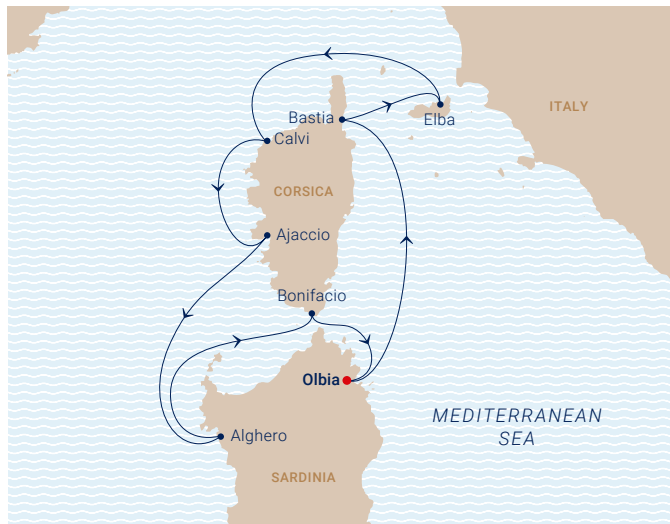 ITALY
Bastia
Elba
Calvi
CORSICA
Ajaccio
Bonifacio
Olbia
MEDITERRANEAN
SEA
Alghero
SARDINIA